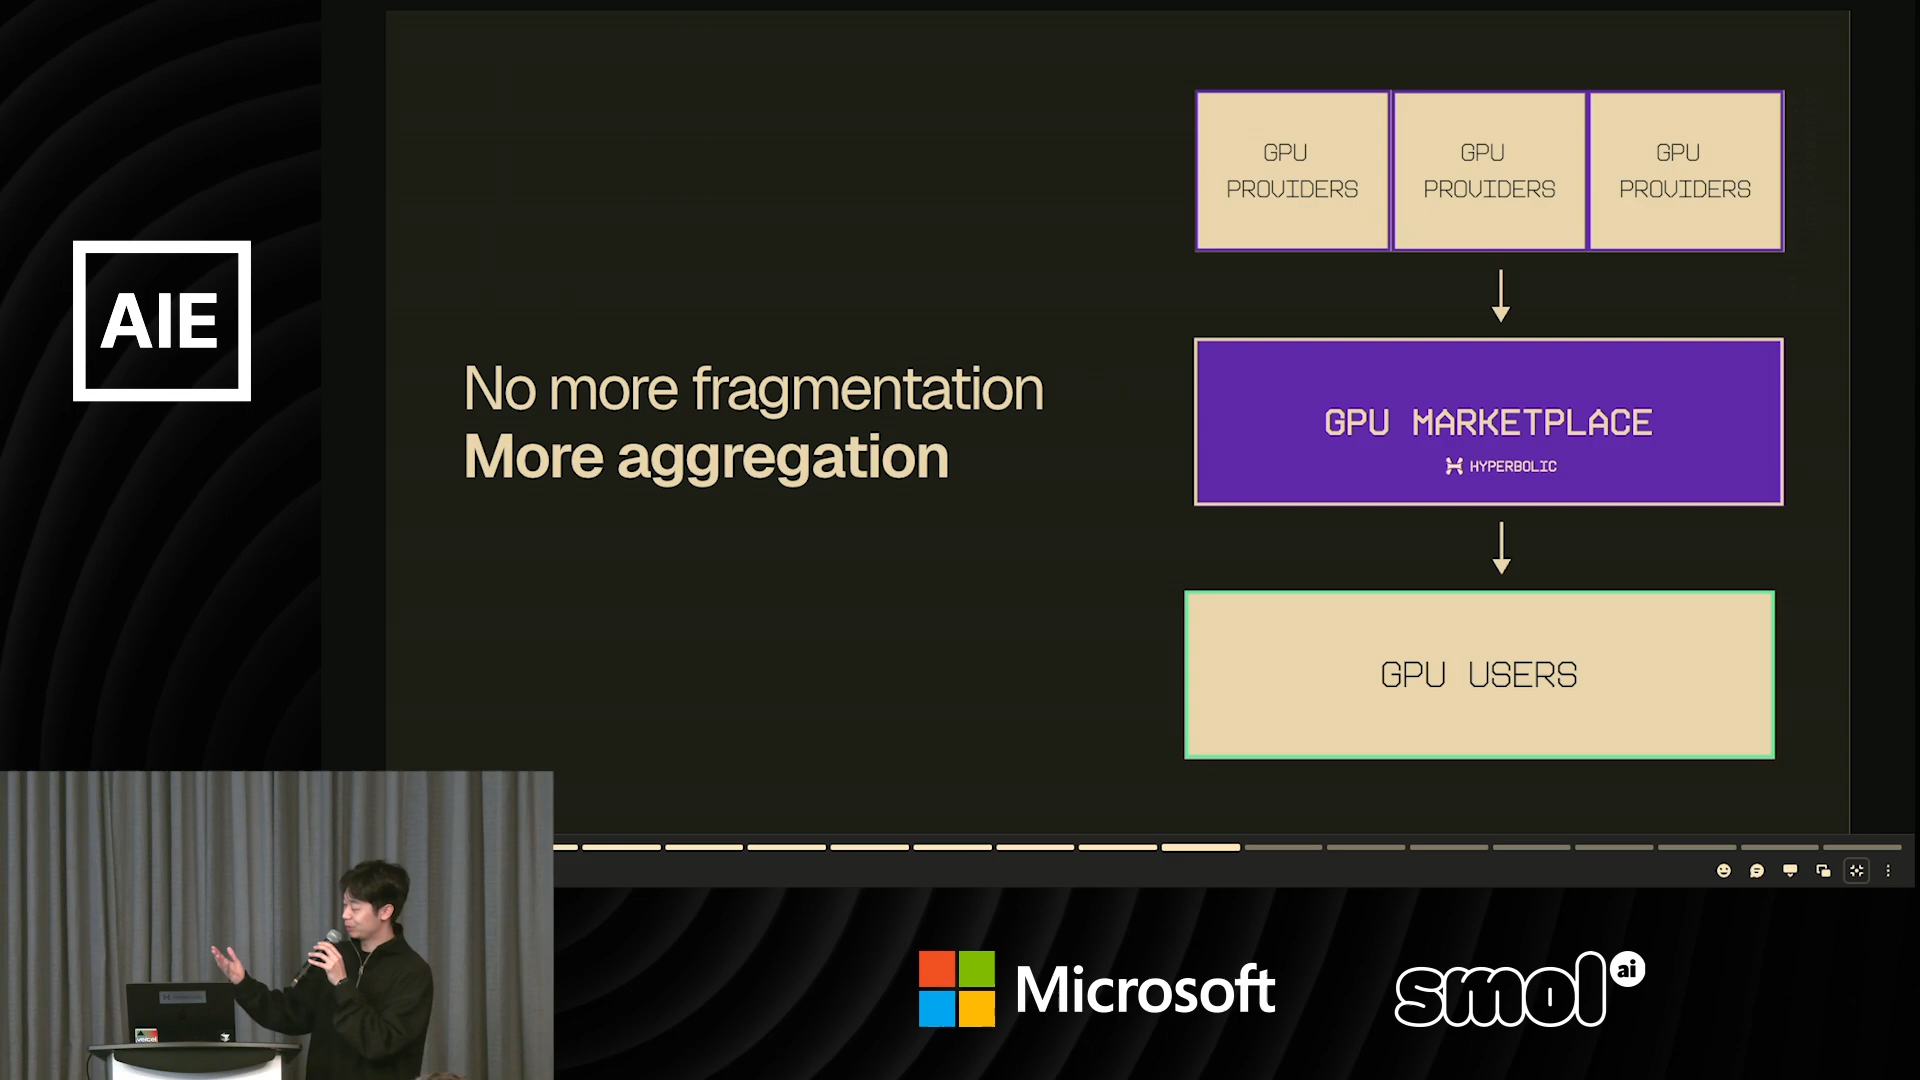 AIE
No more fragmentation
More aggregation
GPU PROVIDERS
GPU PROVIDERS
GPU PROVIDERS
GPU MARKETPLACE
HYPERBOLIC
GPU USERS
Microsoft
smol ai